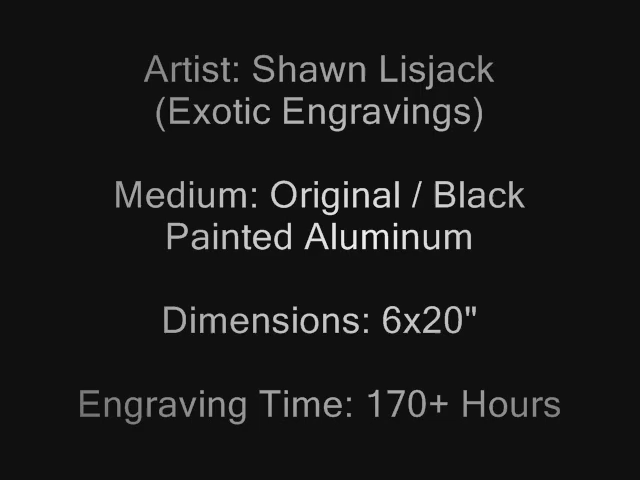 Artist: Shawn Lisjack
(Exotic Engravings)
Medium: Original / Black
Painted Aluminum
Dimensions: 6x20"
Engraving Time: 170+ Hours